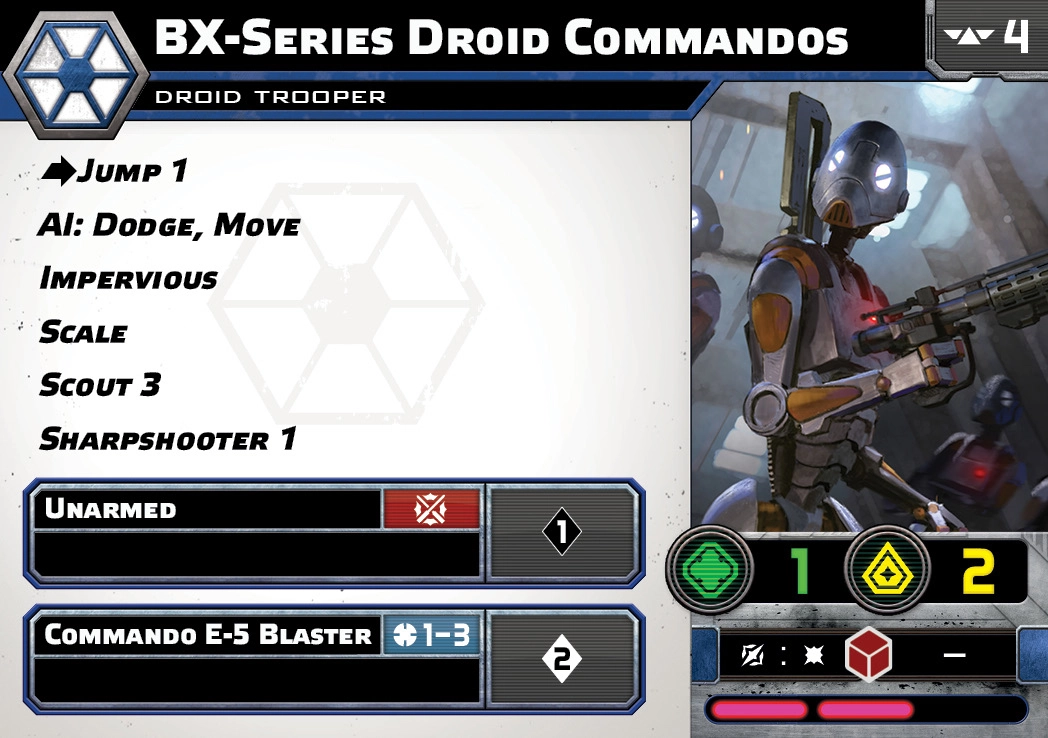 BX-Series Droid Commandos
4
DROID TROOPER
Jump 1
AI: Dodge, Move
Impervious
Scale
Scout 3
Sharpshooter 1
Unarmed
1
Commando E-5 Blaster 1–3
2
1 2
: –